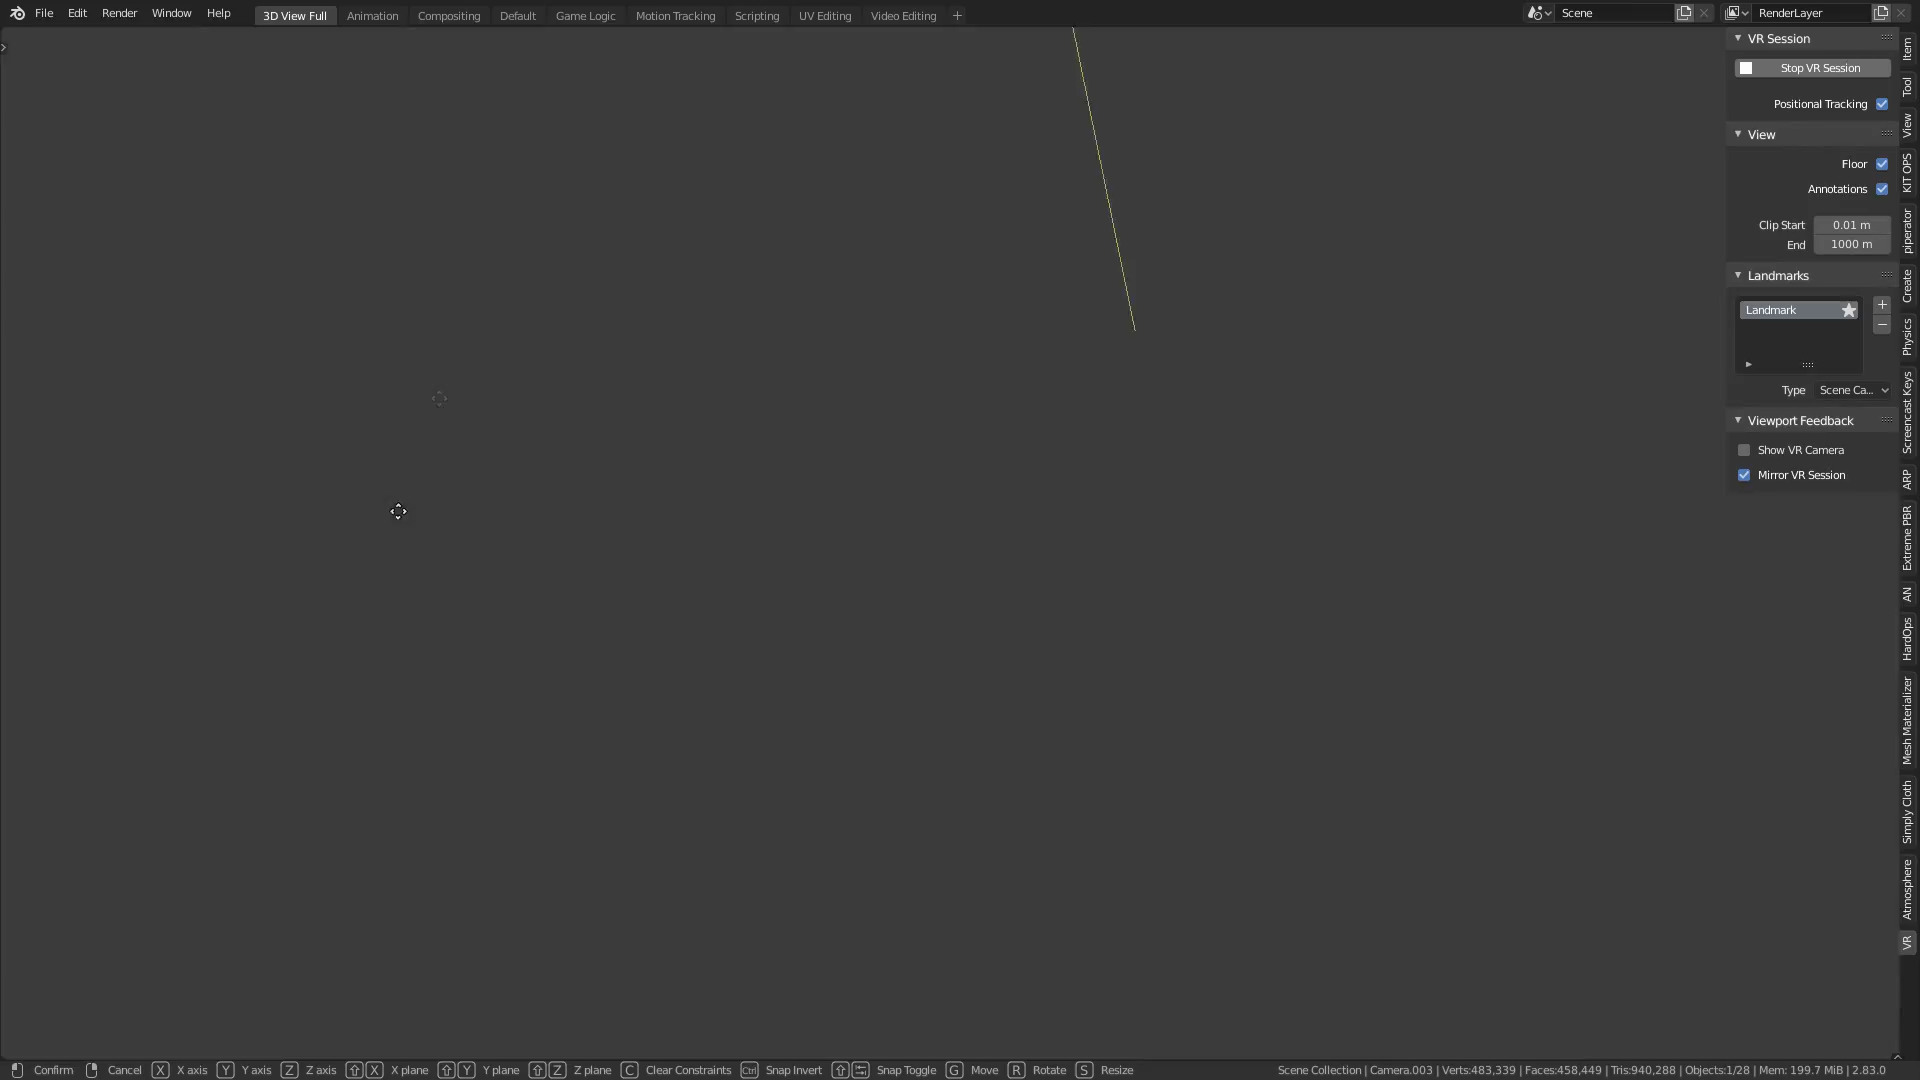 File Edit Render Window Help 3D View Full Animation Compositing Default Game Logic Motion Tracking Scripting UV Editing Video Editing + Scene RenderLayer
VR Session
Stop VR Session
Positional Tracking
View
Floor
Annotations
Clip Start 0.01 m
End 1000 m
Landmarks
Landmark
Type Scene Ca...
Viewport Feedback
Show VR Camera
Mirror VR Session
Item
Tool
View
KIT OPS
piperator
Create
Physics
Screencast Keys
ARP
Extreme PBR
AN
HardOps
Mesh Materializer
Simply Cloth
Atmosphere
VR
Confirm Cancel X X axis Y Y axis Z Z axis X X plane Y Y plane Z Z plane C Clear Constraints Ctrl Snap Invert Snap Toggle G Move R Rotate S Resize Scene Collection | Camera.003 | Verts:483,339 | Faces:458,449 | Tris:940,288 | Objects:1/28 | Mem: 199.7 MiB | 2.83.0